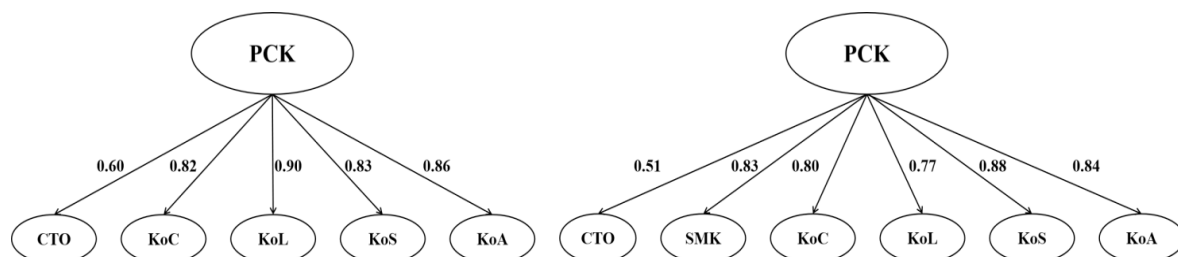 PCK
0.60 0.82 0.90 0.83 0.86
CTO KoC KoL KoS KoA
PCK
0.51 0.83 0.80 0.77 0.88 0.84
CTO SMK KoC KoL KoS KoA